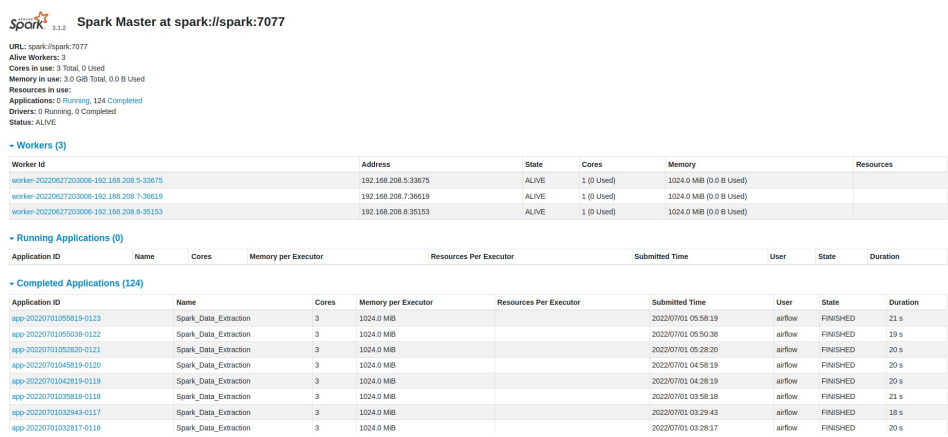 APACHE Spark 3.1.2 Spark Master at spark://spark:7077
URL: spark://spark:7077
Alive Workers: 3
Cores in use: 3 Total, 0 Used
Memory in use: 3.0 GiB Total, 0.0 B Used
Resources in use:
Applications: 0 Running, 124 Completed
Drivers: 0 Running, 0 Completed
Status: ALIVE
Workers (3)
Worker Id Address State Cores Memory Resources
worker-20220627203006-192.168.208.5-33675 192.168.208.5:33675 ALIVE 1 (0 Used) 1024.0 MiB (0.0 B Used)
worker-20220627203006-192.168.208.7-36619 192.168.208.7:36619 ALIVE 1 (0 Used) 1024.0 MiB (0.0 B Used)
worker-20220627203006-192.168.208.8-35153 192.168.208.8:35153 ALIVE 1 (0 Used) 1024.0 MiB (0.0 B Used)
Running Applications (0)
Application ID Name Cores Memory per Executor Resources Per Executor Submitted Time User State Duration
Completed Applications (124)
Application ID Name Cores Memory per Executor Resources Per Executor Submitted Time User State Duration
app-20220701055819-0123 Spark_Data_Extraction 3 1024.0 MiB 2022/07/01 05:58:19 airflow FINISHED 21 s
app-20220701055038-0122 Spark_Data_Extraction 3 1024.0 MiB 2022/07/01 05:50:38 airflow FINISHED 19 s
app-20220701052820-0121 Spark_Data_Extraction 3 1024.0 MiB 2022/07/01 05:28:20 airflow FINISHED 20 s
app-20220701045819-0120 Spark_Data_Extraction 3 1024.0 MiB 2022/07/01 04:58:19 airflow FINISHED 20 s
app-20220701042819-0119 Spark_Data_Extraction 3 1024.0 MiB 2022/07/01 04:28:19 airflow FINISHED 20 s
app-20220701035818-0118 Spark_Data_Extraction 3 1024.0 MiB 2022/07/01 03:58:18 airflow FINISHED 21 s
app-20220701032943-0117 Spark_Data_Extraction 3 1024.0 MiB 2022/07/01 03:29:43 airflow FINISHED 18 s
app-20220701032817-0116 Spark_Data_Extraction 3 1024.0 MiB 2022/07/01 03:28:17 airflow FINISHED 20 s